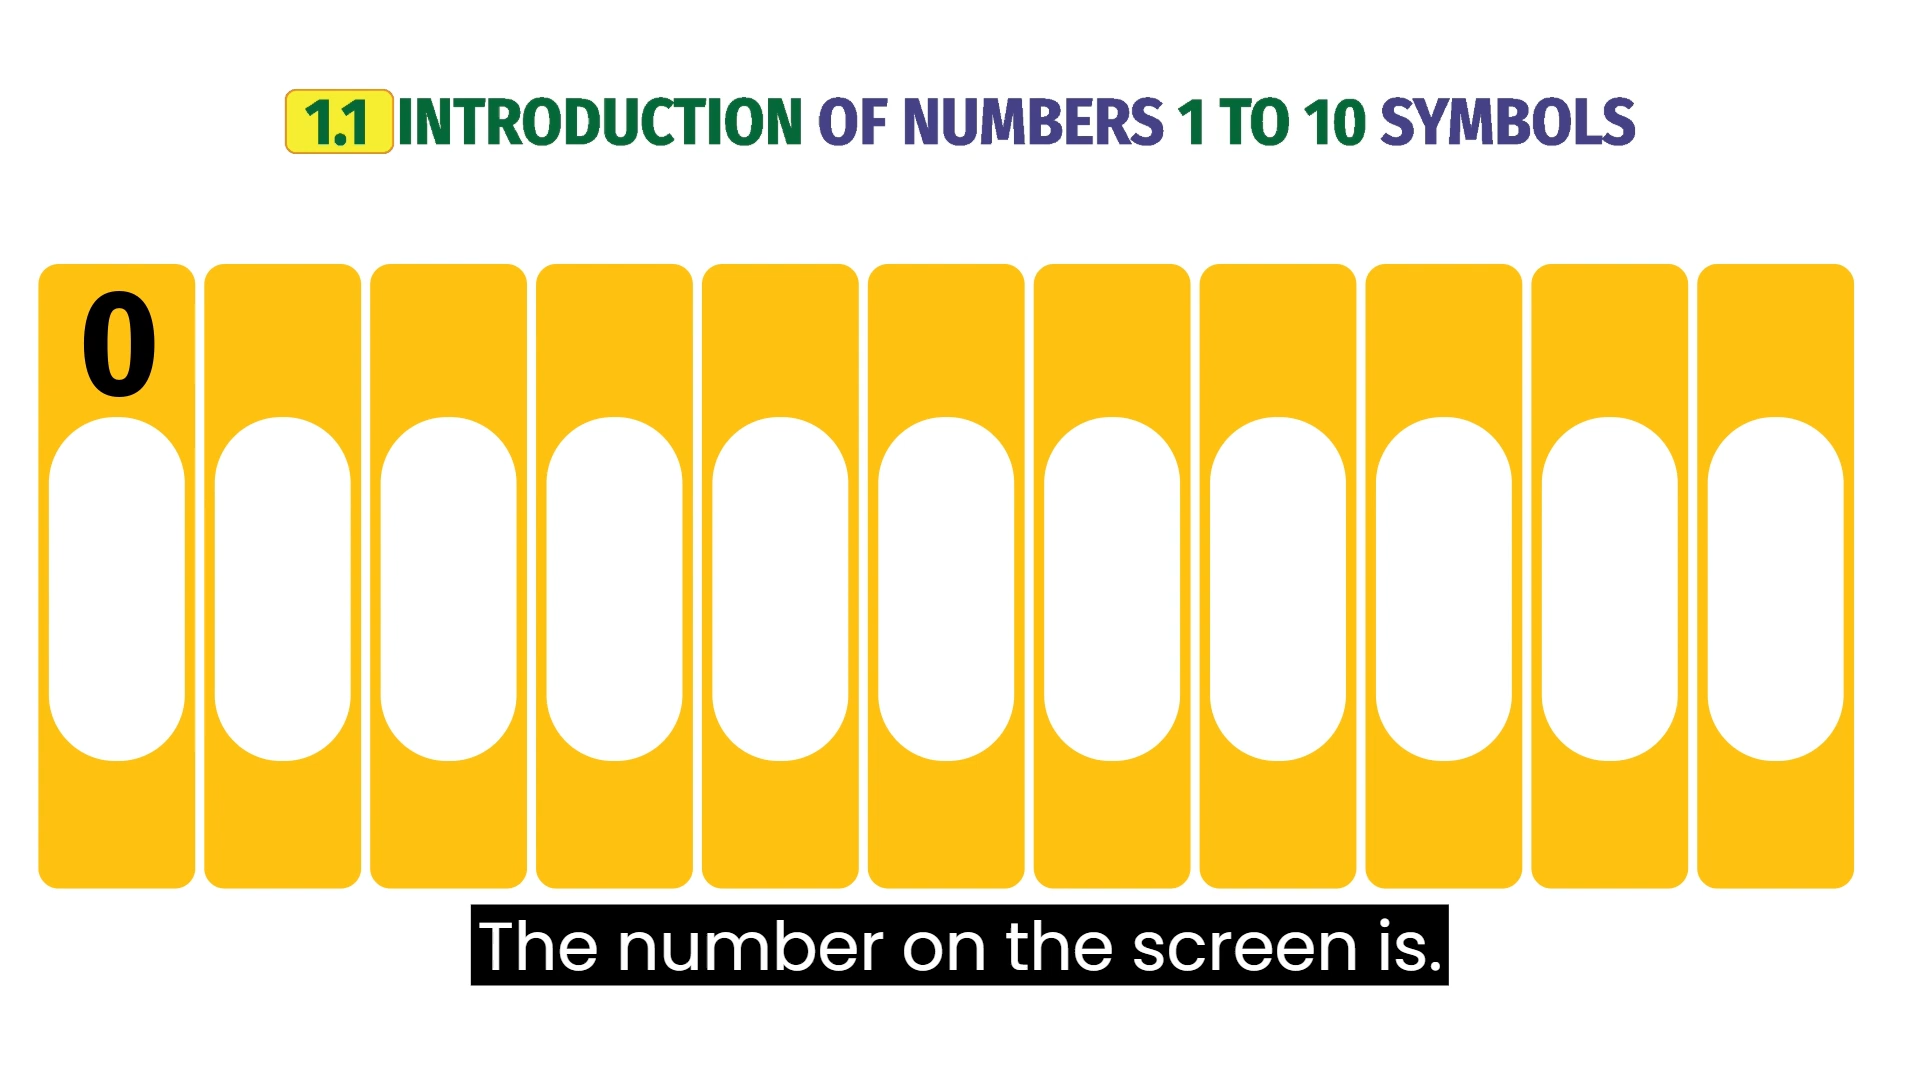 1.1 INTRODUCTION OF NUMBERS 1 TO 10 SYMBOLS
0
The number on the screen is.